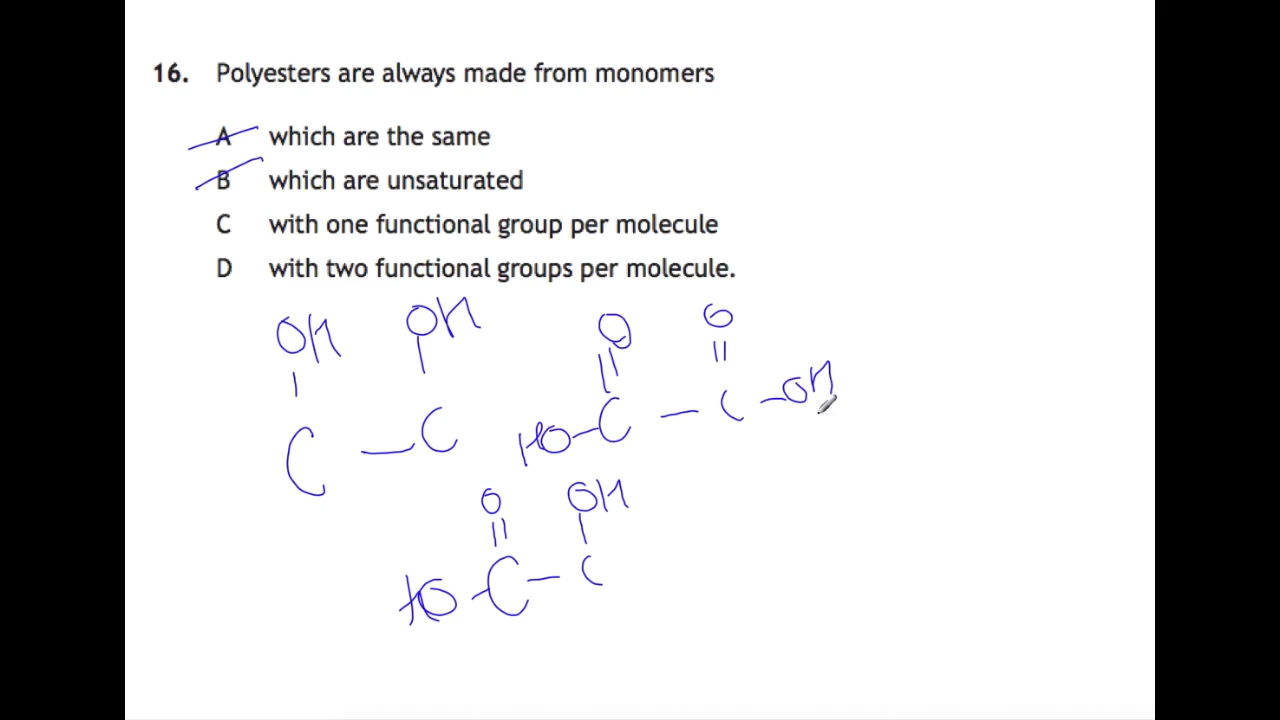 16. Polyesters are always made from monomers
A which are the same
B which are unsaturated
C with one functional group per molecule
D with two functional groups per molecule.
OH OH O O
C — C HO — C — C — OH
O OH
HO — C — C